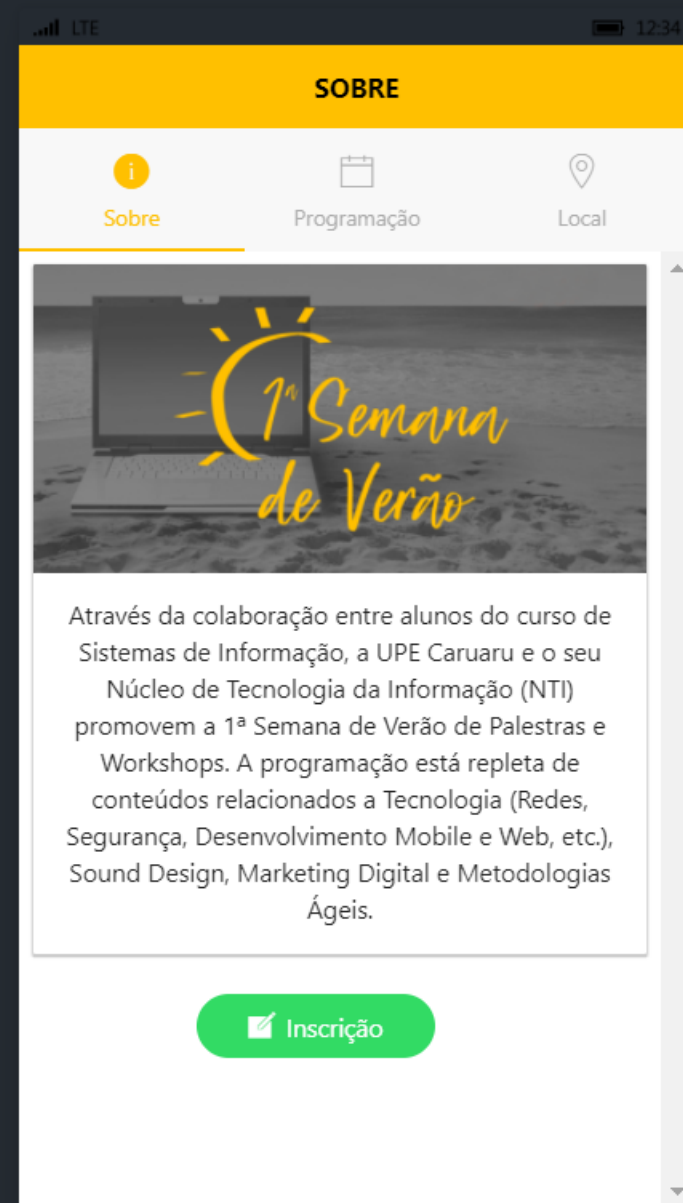 LTE 12:34
SOBRE
Sobre Programação Local
1ª Semana
de Verão
Através da colaboração entre alunos do curso de
Sistemas de Informação, a UPE Caruaru e o seu
Núcleo de Tecnologia da Informação (NTI)
promovem a 1ª Semana de Verão de Palestras e
Workshops. A programação está repleta de
conteúdos relacionados a Tecnologia (Redes,
Segurança, Desenvolvimento Mobile e Web, etc.),
Sound Design, Marketing Digital e Metodologias
Ágeis.
Inscrição